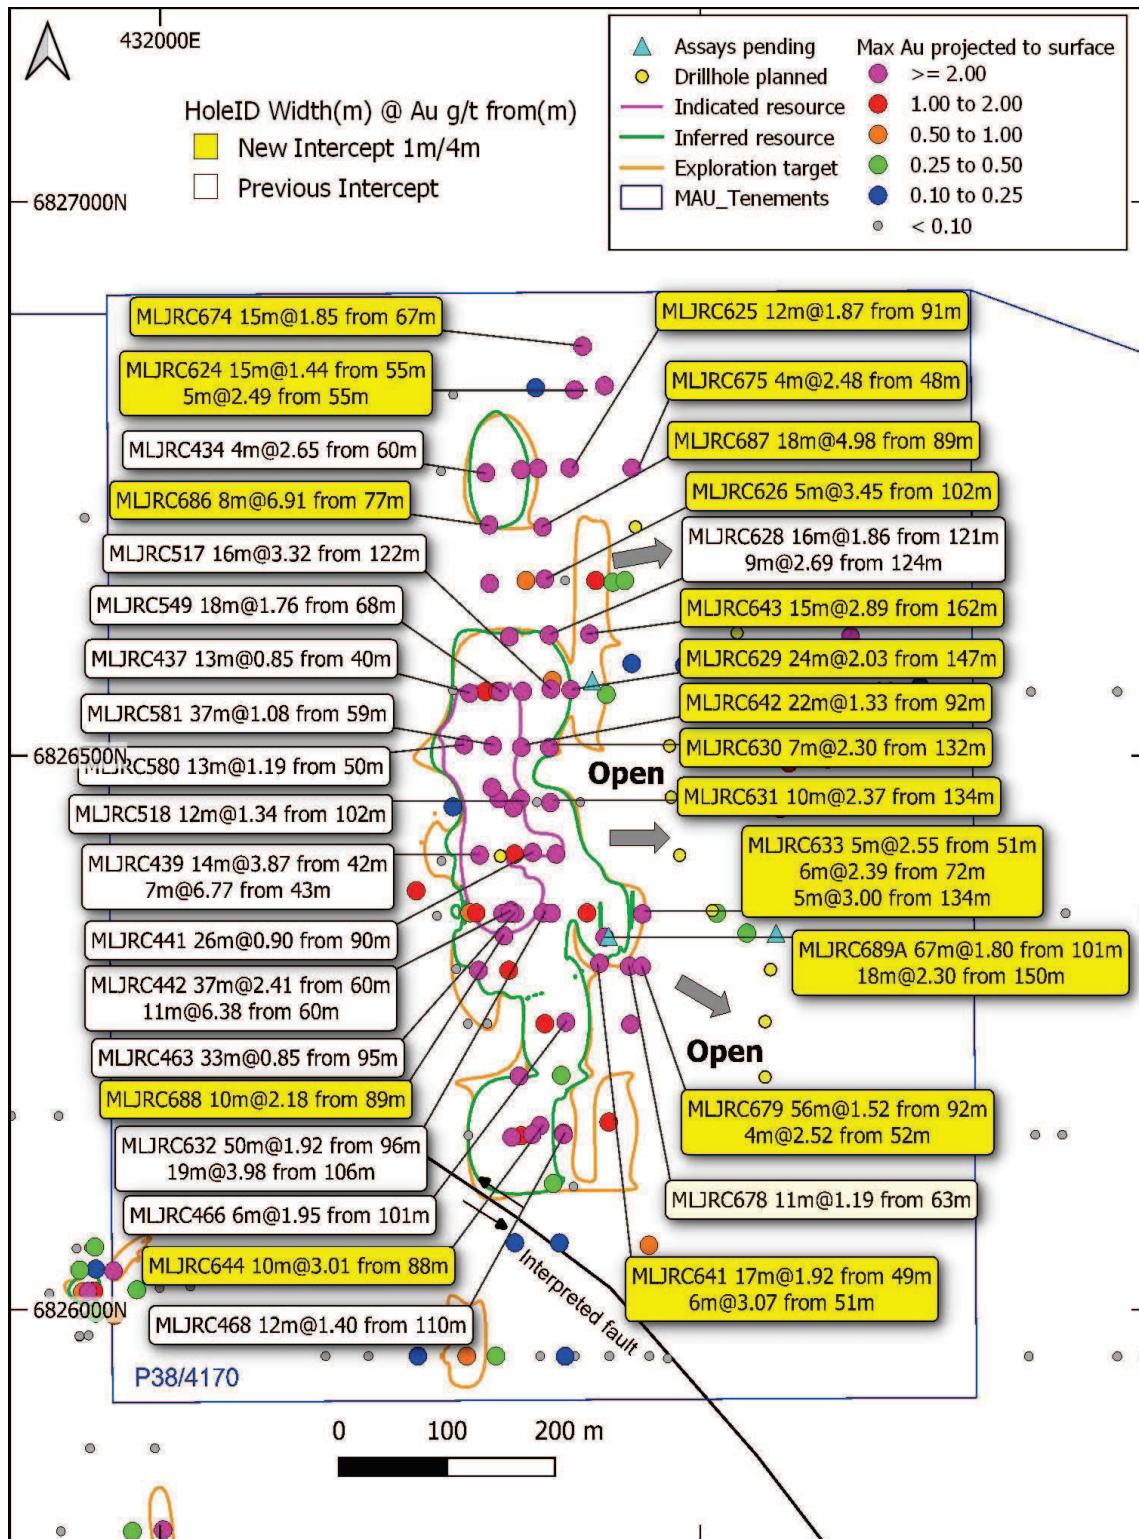 432000E
Assays pending
Drillhole planned
Indicated resource
Inferred resource
Exploration target
MAU_Tenements
Max Au projected to surface
>= 2.00
1.00 to 2.00
0.50 to 1.00
0.25 to 0.50
0.10 to 0.25
< 0.10
HoleID Width(m) @ Au g/t from(m)
New Intercept 1m/4m
Previous Intercept
6827000N
MLJRC674 15m@1.85 from 67m
MLJRC624 15m@1.44 from 55m
5m@2.49 from 55m
MLJRC434 4m@2.65 from 60m
MLJRC686 8m@6.91 from 77m
MLJRC517 16m@3.32 from 122m
MLJRC549 18m@1.76 from 68m
MLJRC437 13m@0.85 from 40m
MLJRC581 37m@1.08 from 59m
6826500N
MLJRC580 13m@1.19 from 50m
MLJRC518 12m@1.34 from 102m
MLJRC439 14m@3.87 from 42m
7m@6.77 from 43m
MLJRC441 26m@0.90 from 90m
MLJRC442 37m@2.41 from 60m
11m@6.38 from 60m
MLJRC463 33m@0.85 from 95m
MLJRC688 10m@2.18 from 89m
MLJRC632 50m@1.92 from 96m
19m@3.98 from 106m
MLJRC466 6m@1.95 from 101m
MLJRC644 10m@3.01 from 88m
6826000N
MLJRC468 12m@1.40 from 110m
MLJRC625 12m@1.87 from 91m
MLJRC675 4m@2.48 from 48m
MLJRC687 18m@4.98 from 89m
MLJRC626 5m@3.45 from 102m
MLJRC628 16m@1.86 from 121m
9m@2.69 from 124m
MLJRC643 15m@2.89 from 162m
MLJRC629 24m@2.03 from 147m
MLJRC642 22m@1.33 from 92m
MLJRC630 7m@2.30 from 132m
Open
MLJRC631 10m@2.37 from 134m
MLJRC633 5m@2.55 from 51m
6m@2.39 from 72m
5m@3.00 from 134m
MLJRC689A 67m@1.80 from 101m
18m@2.30 from 150m
Open
MLJRC679 56m@1.52 from 92m
4m@2.52 from 52m
MLJRC678 11m@1.19 from 63m
MLJRC641 17m@1.92 from 49m
6m@3.07 from 51m
Interpreted fault
P38/4170
0 100 200 m